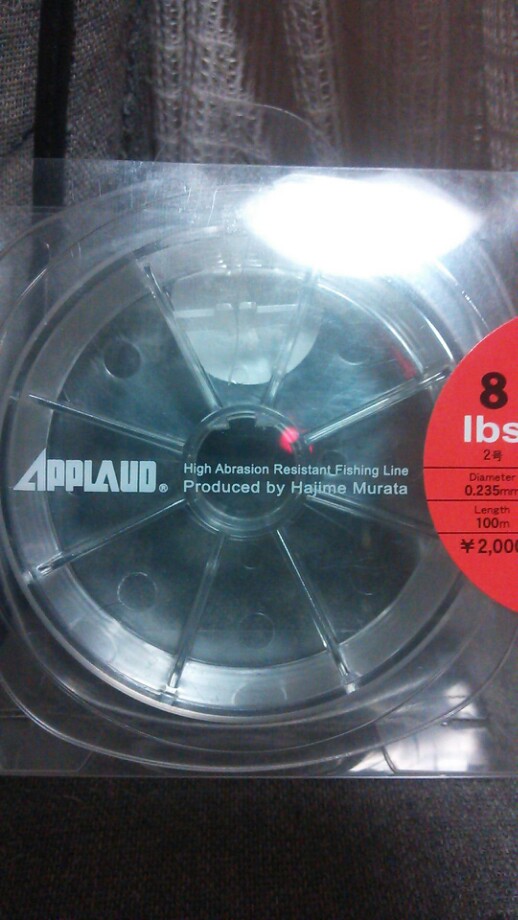 APPLAUD®
High Abrasion Resistant Fishing Line
Produced by Hajime Murata
8
lbs
2号
Diameter
0.235mm
Length
100m
¥2,000